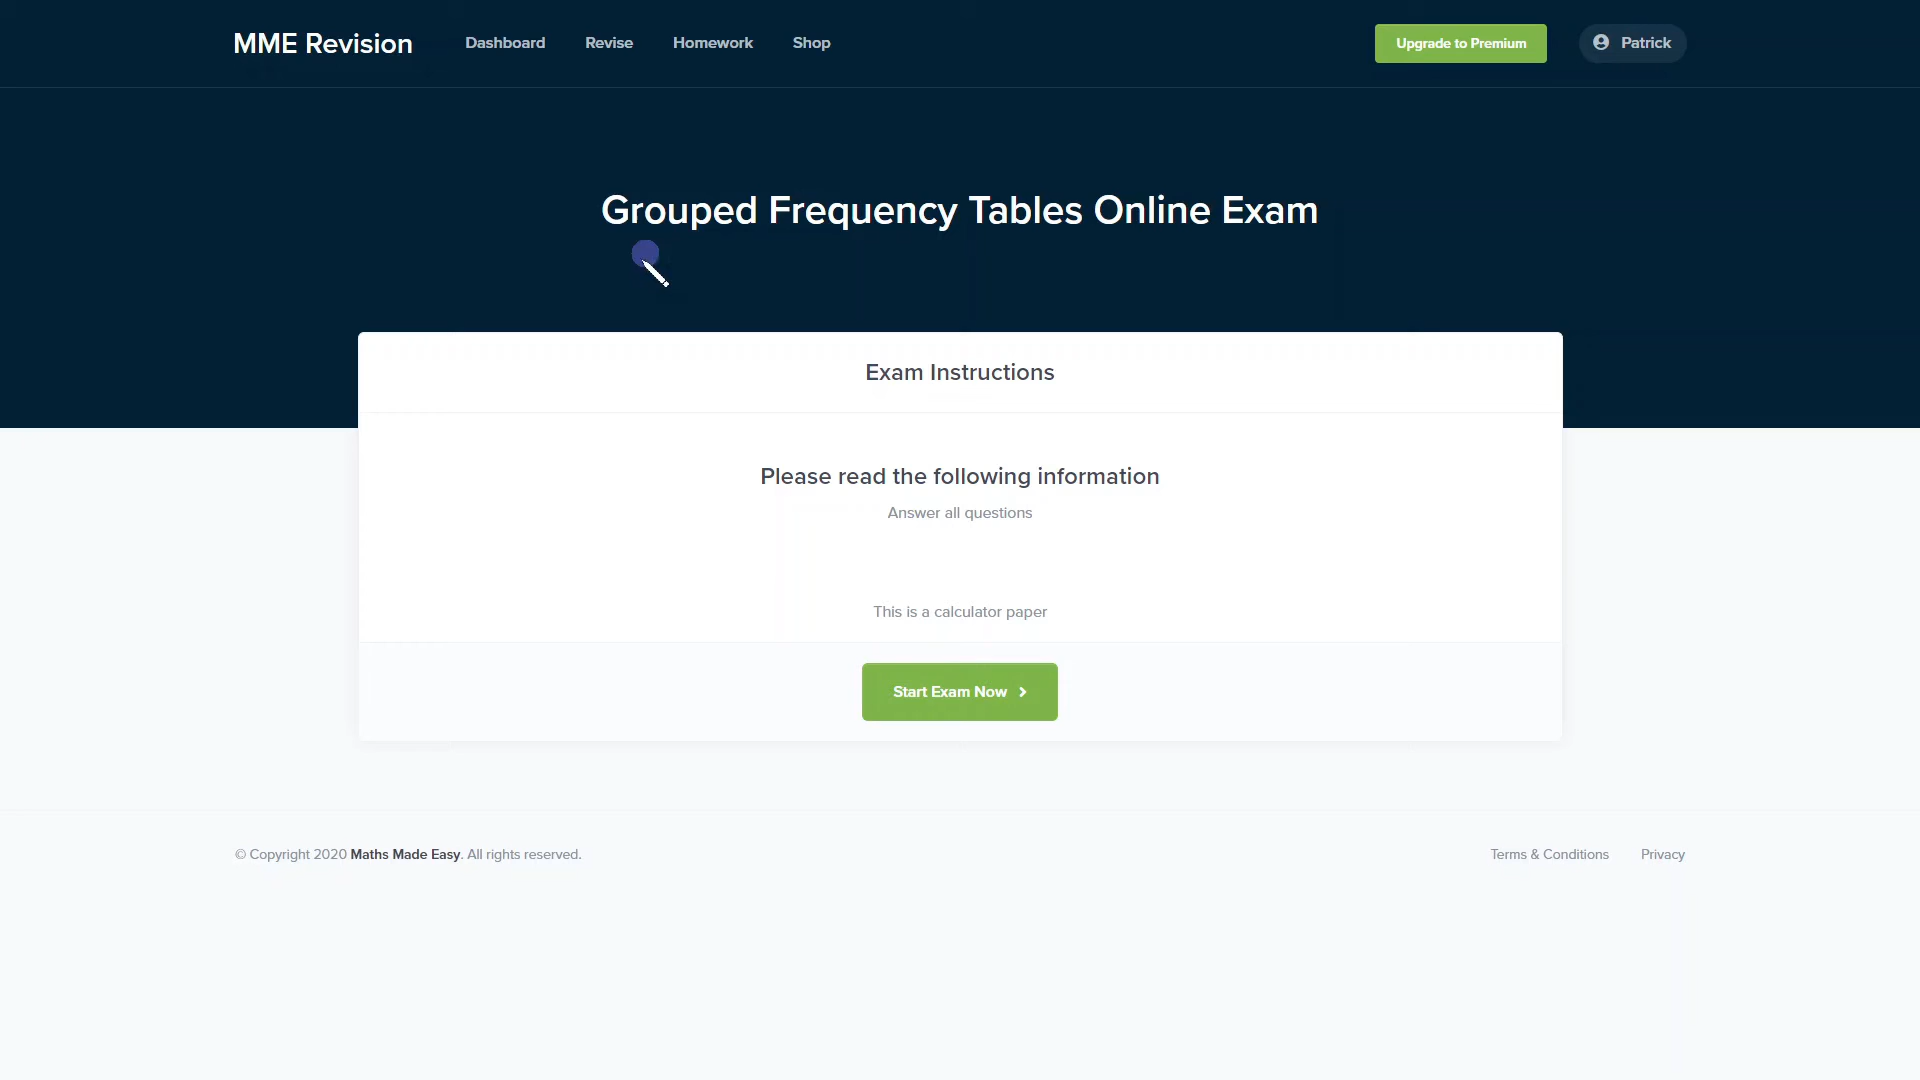 MME Revision
Dashboard
Revise
Homework
Shop
Upgrade to Premium
Patrick
Grouped Frequency Tables Online Exam
Exam Instructions
Please read the following information
Answer all questions
This is a calculator paper
Start Exam Now
© Copyright 2020 Maths Made Easy. All rights reserved.
Terms & Conditions
Privacy